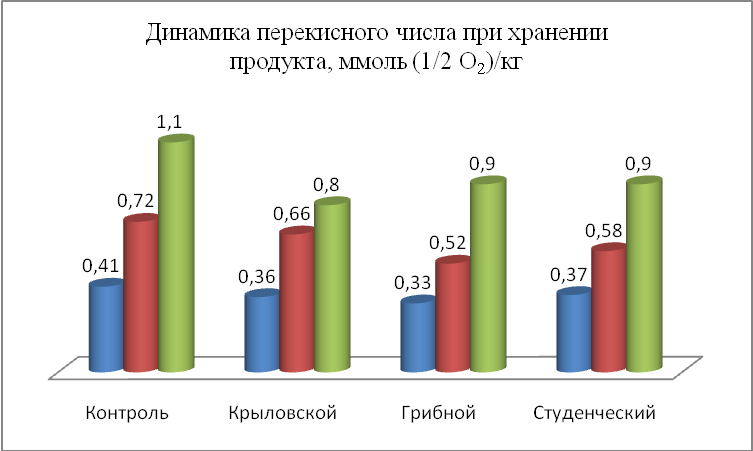 Динамика перекисного числа при хранении
продукта, ммоль (1/2 O₂)/кг
0,41
0,72
1,1
0,36
0,66
0,8
0,33
0,52
0,9
0,37
0,58
0,9
Контроль
Крыловской
Грибной
Студенческий